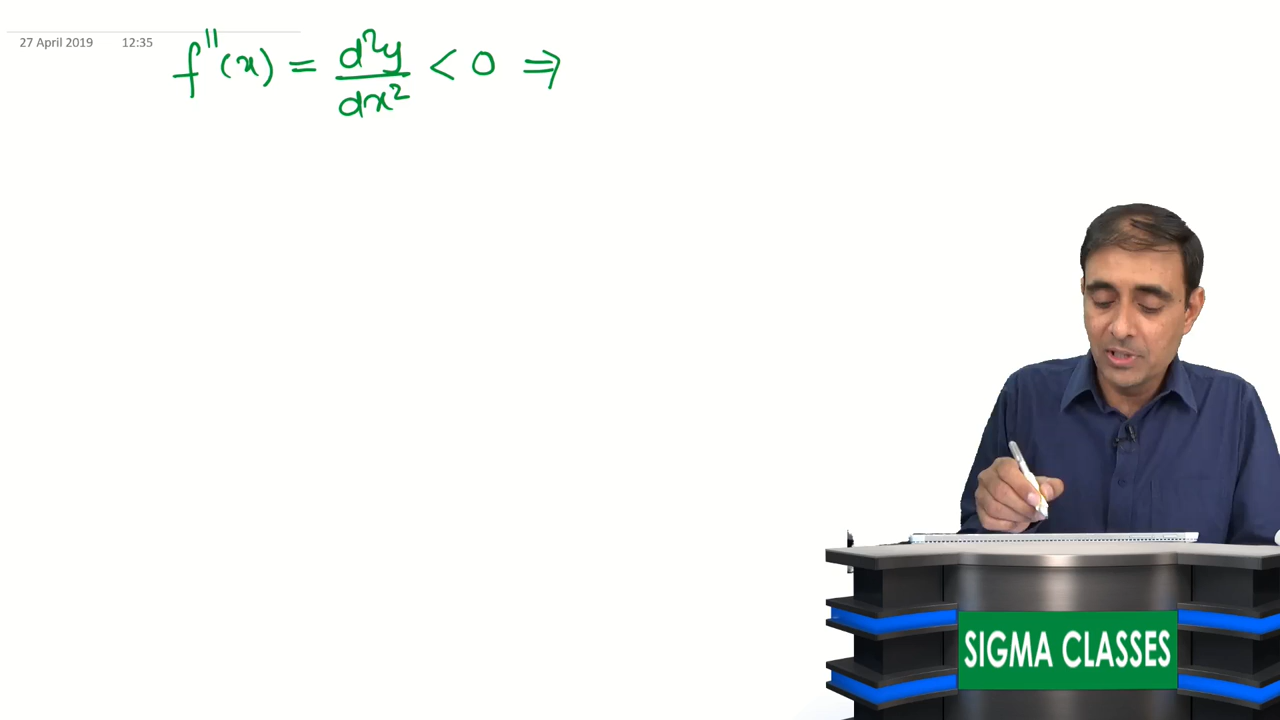 27 April 2019 12:35
f''(x) = d²y/dx² < 0 ⇒
SIGMA CLASSES